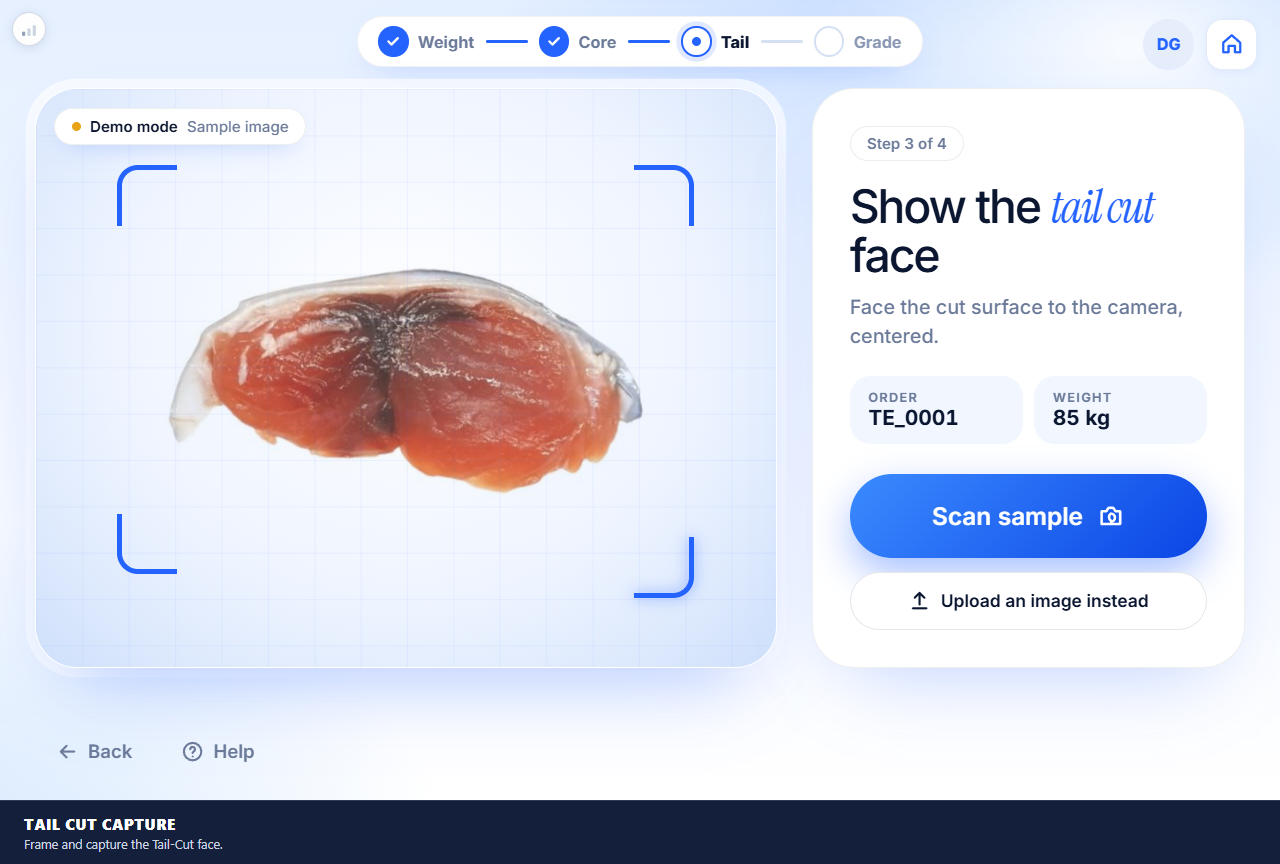 Weight
Core
Tail
Grade
DG
Demo mode Sample image
Step 3 of 4
Show the tail cut
face
Face the cut surface to the camera,
centered.
ORDER
TE_0001
WEIGHT
85 kg
Scan sample
Upload an image instead
Back
Help
TAIL CUT CAPTURE
Frame and capture the Tail-Cut face.